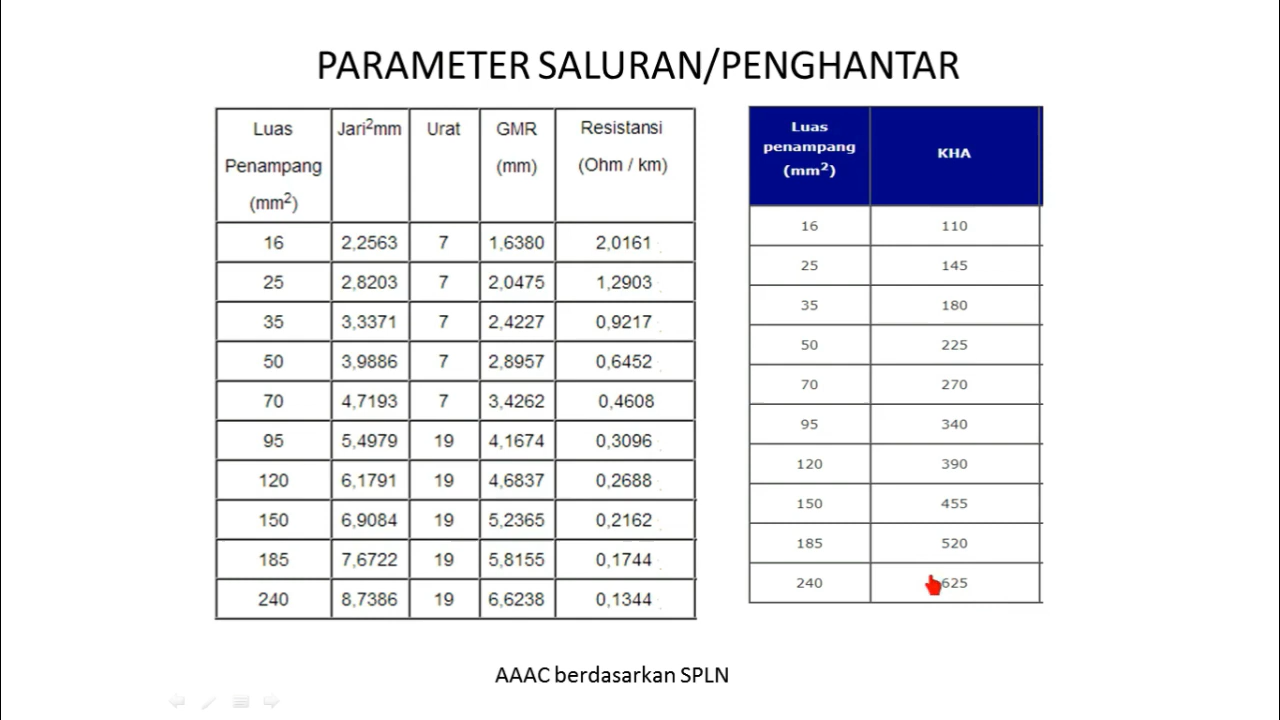 PARAMETER SALURAN/PENGHANTAR
Luas Penampang (mm²) Jari²mm Urat GMR (mm) Resistansi (Ohm / km)
16 2,2563 7 1,6380 2,0161
25 2,8203 7 2,0475 1,2903
35 3,3371 7 2,4227 0,9217
50 3,9886 7 2,8957 0,6452
70 4,7193 7 3,4262 0,4608
95 5,4979 19 4,1674 0,3096
120 6,1791 19 4,6837 0,2688
150 6,9084 19 5,2365 0,2162
185 7,6722 19 5,8155 0,1744
240 8,7386 19 6,6238 0,1344
Luas penampang (mm²) KHA
16 110
25 145
35 180
50 225
70 270
95 340
120 390
150 455
185 520
240 625
AAAC berdasarkan SPLN